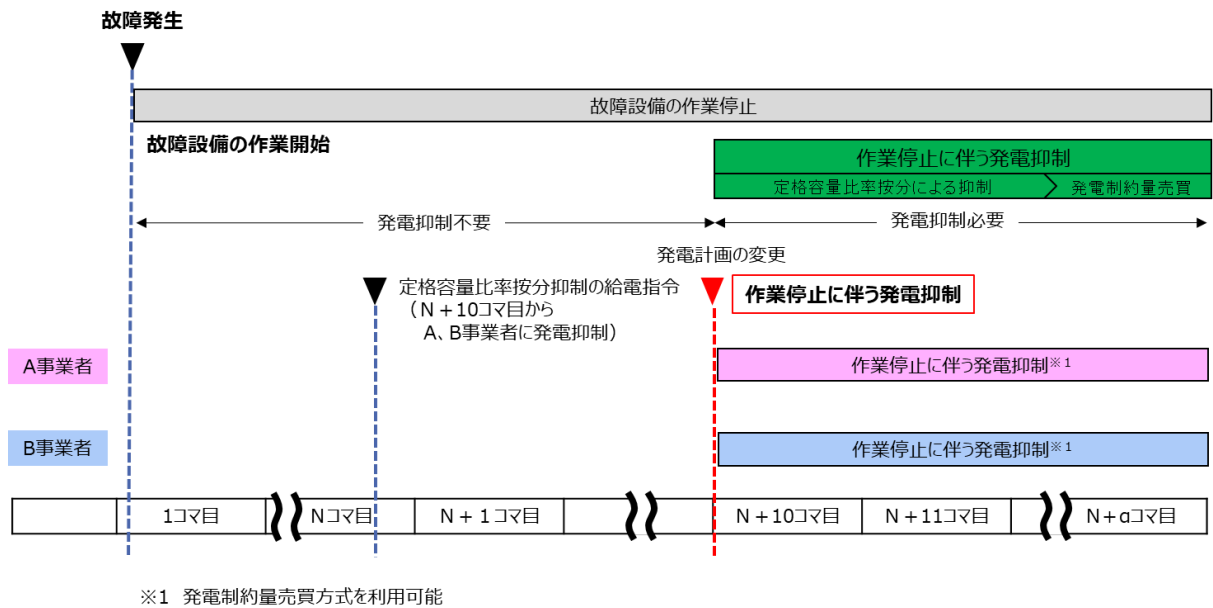 故障発生
故障設備の作業停止
故障設備の作業開始
作業停止に伴う発電抑制
定格容量比率按分による抑制
発電制約量売買
発電抑制不要
発電抑制必要
発電計画の変更
定格容量比率按分抑制の給電指令
(N+10コマ目から
A、B事業者に発電抑制)
作業停止に伴う発電抑制
A事業者
作業停止に伴う発電抑制※1
B事業者
作業停止に伴う発電抑制※1
1コマ目
Nコマ目
N+1コマ目
N+10コマ目
N+11コマ目
N+αコマ目
※1 発電制約量売買方式を利用可能